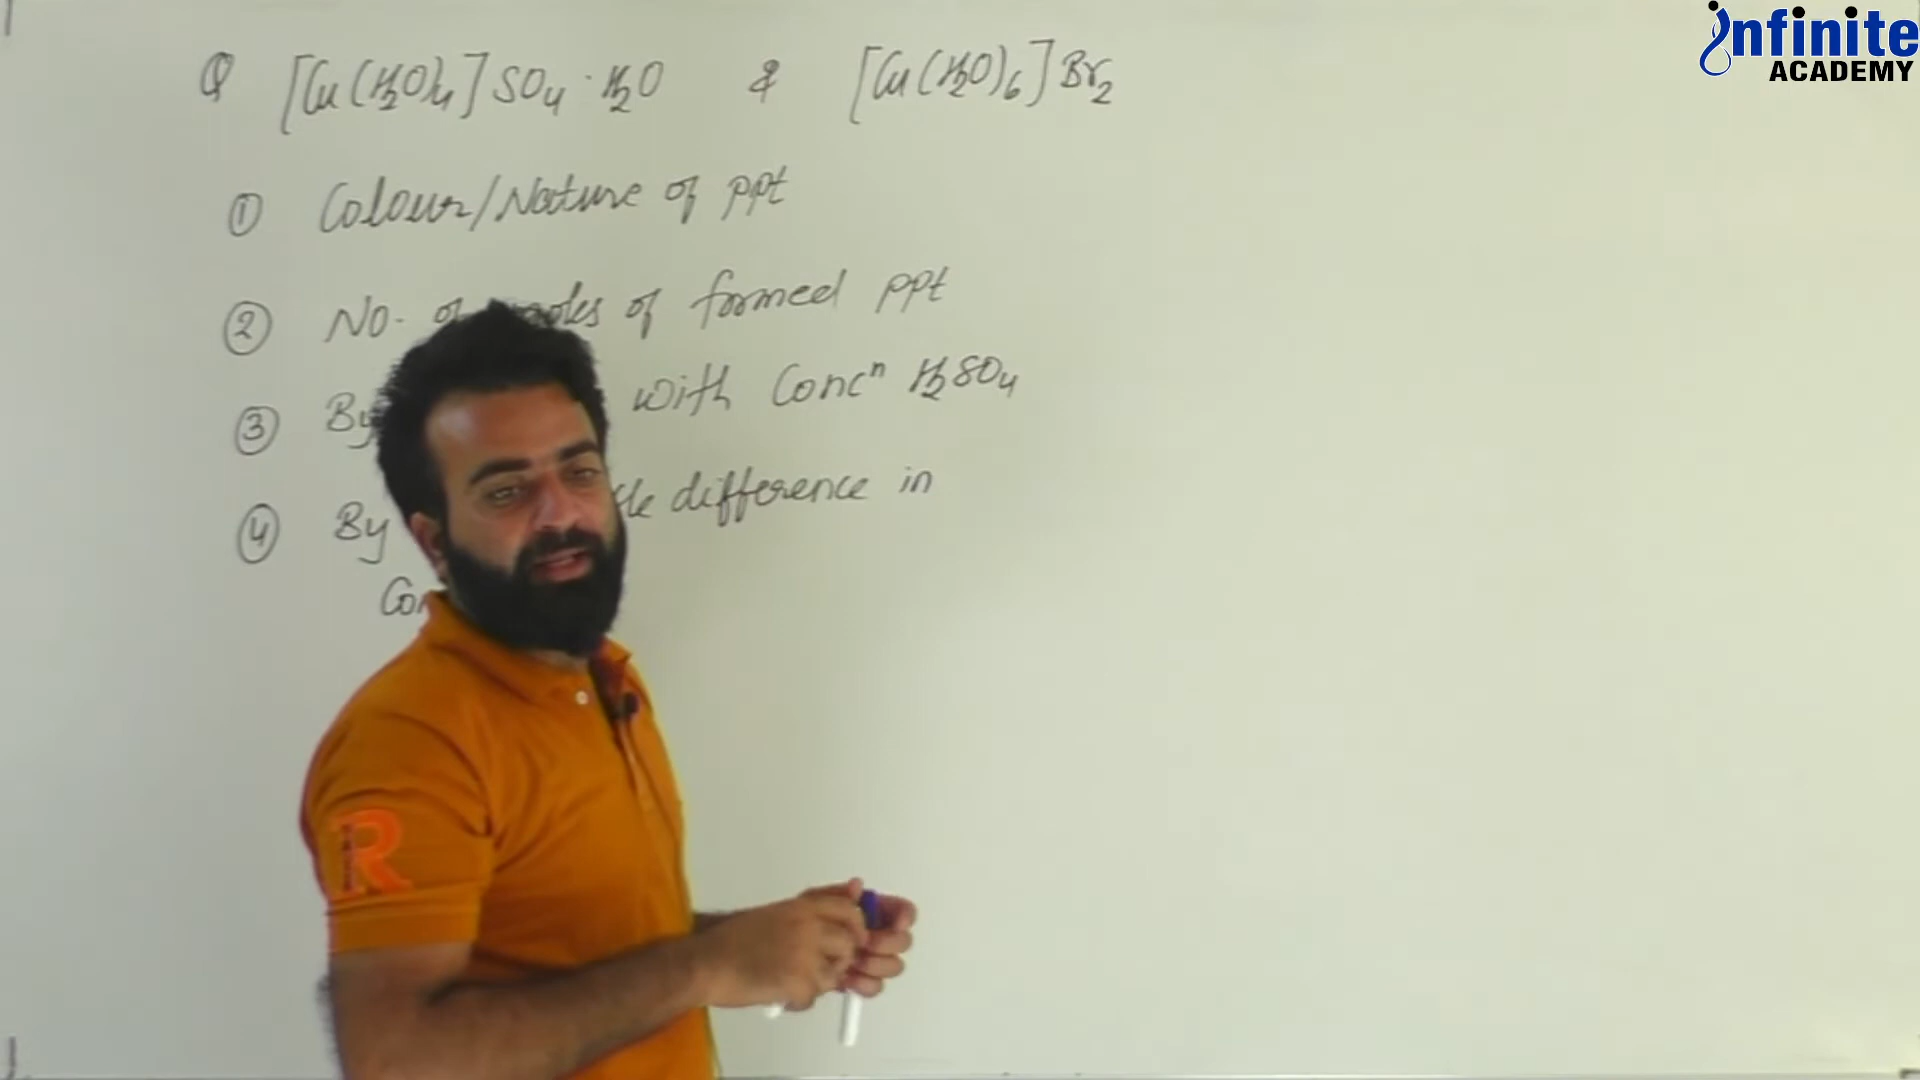 infinite
ACADEMY
Q [Cu(H2O)4]SO4·H2O & [Cu(H2O)6]Br2
① Colour/Nature of ppt
② No. of moles of formed ppt
③ By with Concⁿ H2SO4
④ By difference in
R